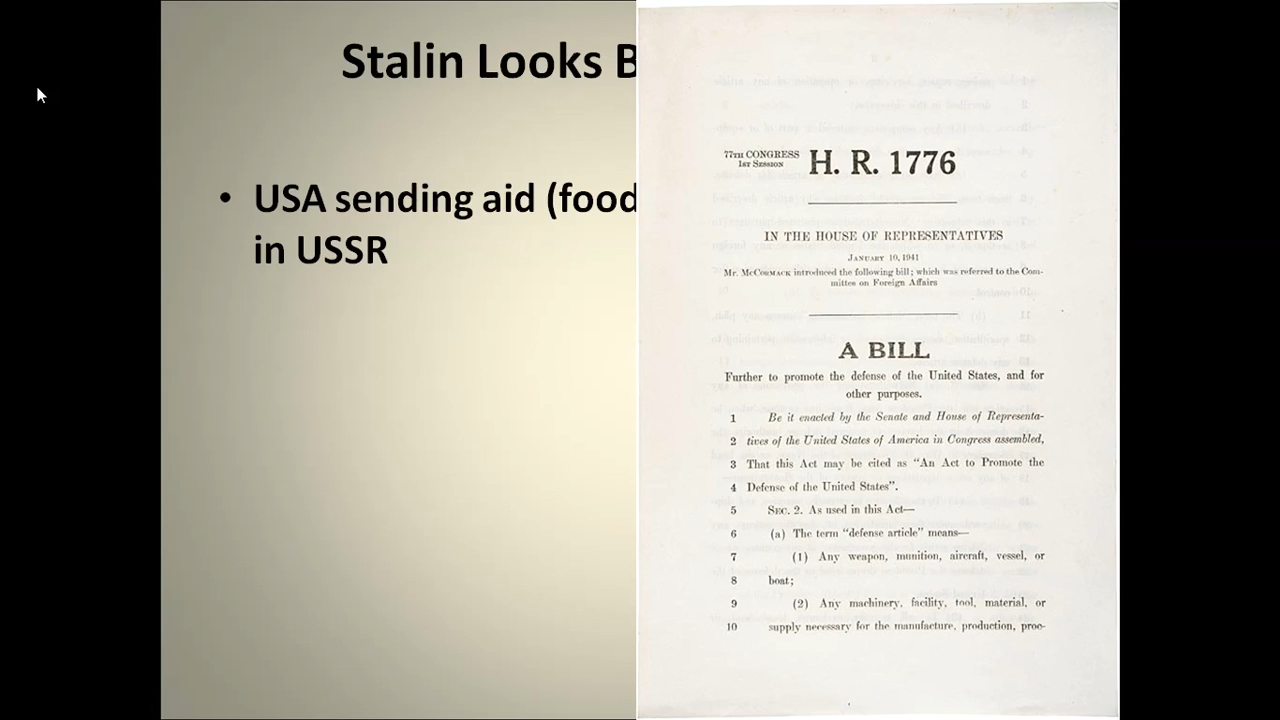 Stalin Looks B
• USA sending aid (food
in USSR
77TH CONGRESS
1ST SESSION
H. R. 1776
IN THE HOUSE OF REPRESENTATIVES
JANUARY 10, 1941
Mr. MCCORMACK introduced the following bill; which was referred to the Com-
mittee on Foreign Affairs
A BILL
Further to promote the defense of the United States, and for
other purposes.
1 Be it enacted by the Senate and House of Representa-
2 tives of the United States of America in Congress assembled,
3 That this Act may be cited as “An Act to Promote the
4 Defense of the United States”.
5 SEC. 2. As used in this Act—
6 (a) The term “defense article” means—
7 (1) Any weapon, munition, aircraft, vessel, or
8 boat;
9 (2) Any machinery, facility, tool, material, or
10 supply necessary for the manufacture, production, proc-